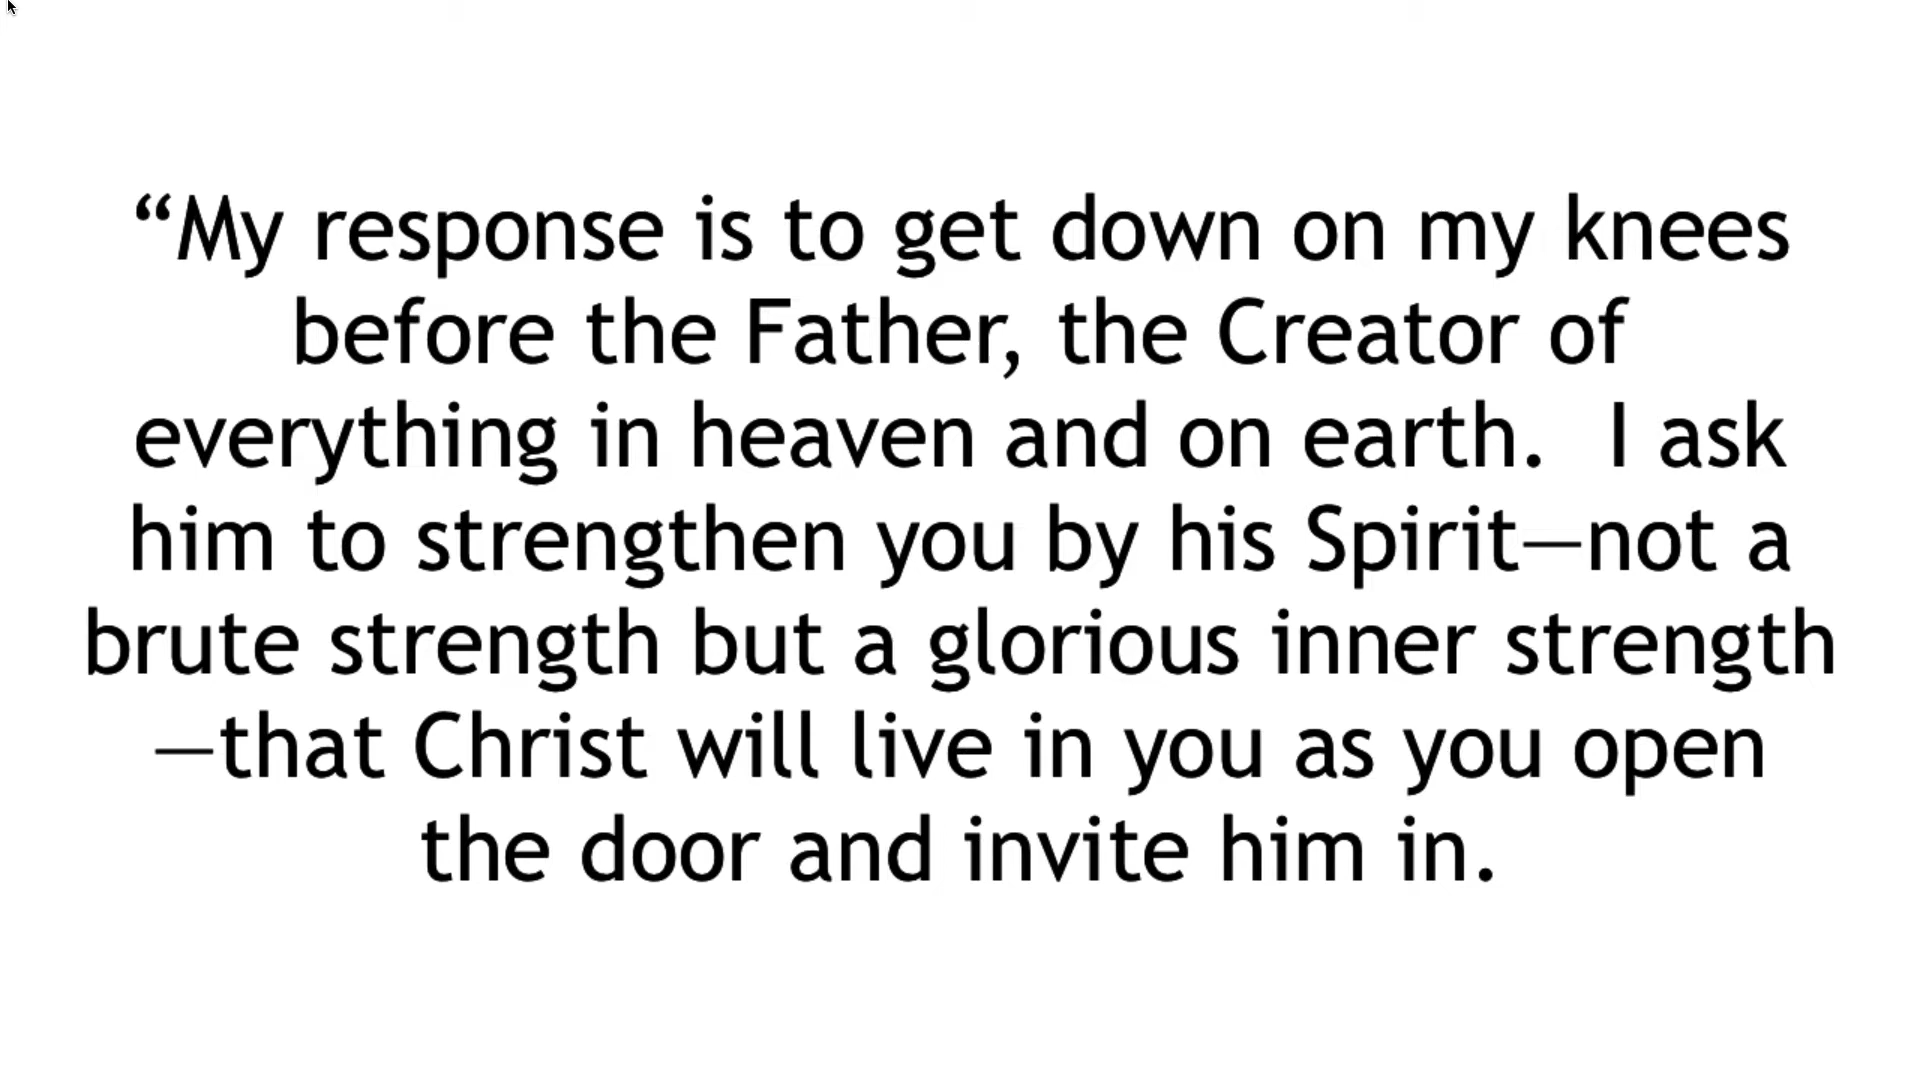 “My response is to get down on my knees
before the Father, the Creator of
everything in heaven and on earth.  I ask
him to strengthen you by his Spirit—not a
brute strength but a glorious inner strength
—that Christ will live in you as you open
the door and invite him in.